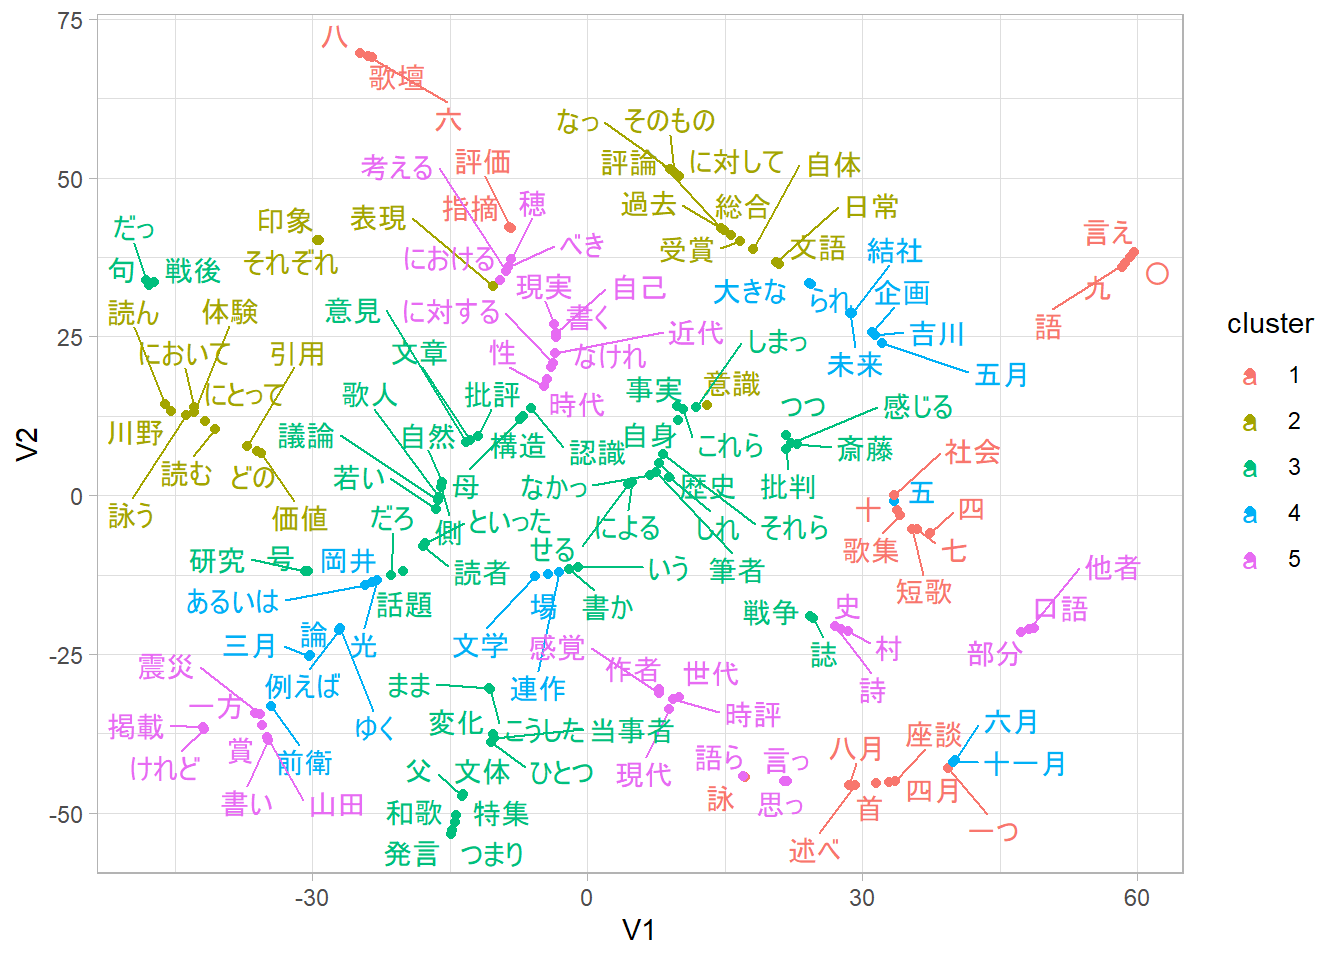 75
50
25
0
-25
-50
V2
八
歌壇
六
なっ そのもの
評論 に対して 自体
考える 評価
過去 総合 日常
指摘 穂
印象 表現
だっ
受賞 文語
それぞれ
における べき
句 戦後
言え
九 〇
語
結社
大きな られ 企画
吉川
未来 五月
現実 自己
に対する 書く
近代
性 なけれ
時代
読ん 体験
において 引用
にとって
川野
読む どの
詠う 価値
意見
文章
歌人 批評
議論 自然 構造 認識
若い 母
だろ 側 といった
読者
しまっ
事実 意識
自身 これら
つつ 感じる
斎藤
批判
なかっ 歴史
による しれ それら
せる いう 筆者
書か
社会
十 五
四
歌集 七
短歌
研究 号 岡井
あるいは 話題
三月 論 光
例えば ゆく
場
文学
連作
感覚
戦争 史
誌 村
詩
他者
口語
部分
震災
一方
掲載
けれど 賞 前衛
書い 山田
まま
変化 こうした 当事者
父 文体 ひとつ
和歌 特集
発言 つまり
作者 世代
時評
現代
語ら 言っ
詠 思っ
八月 座談
首 四月
述べ 一つ
六月
十一月
-30 0 30 60
V1
cluster
a 1
a 2
a 3
a 4
a 5